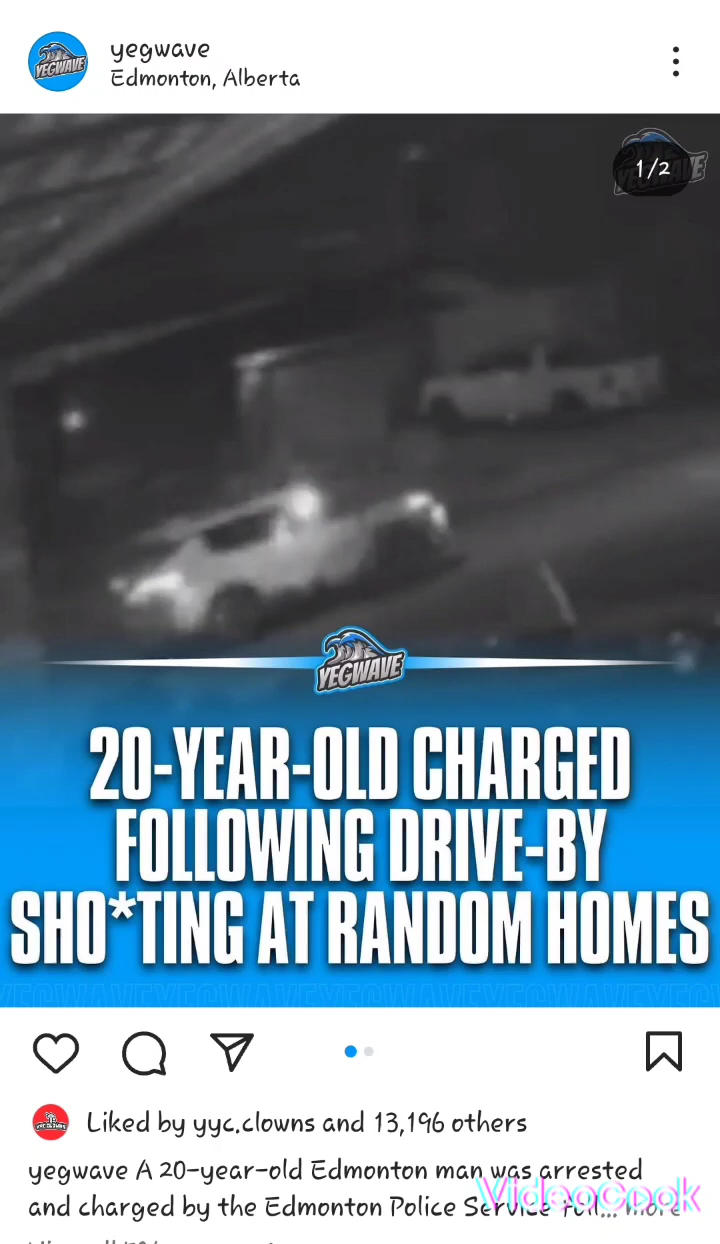 yegwave
Edmonton, Alberta
YEGWAVE
1/2
YEGWAVE
20-YEAR-OLD CHARGED
FOLLOWING DRIVE-BY
SHO*TING AT RANDOM HOMES
Liked by yyc.clowns and 13,196 others
yegwave A 20-year-old Edmonton man was arrested
and charged by the Edmonton Police Service
VideoCook